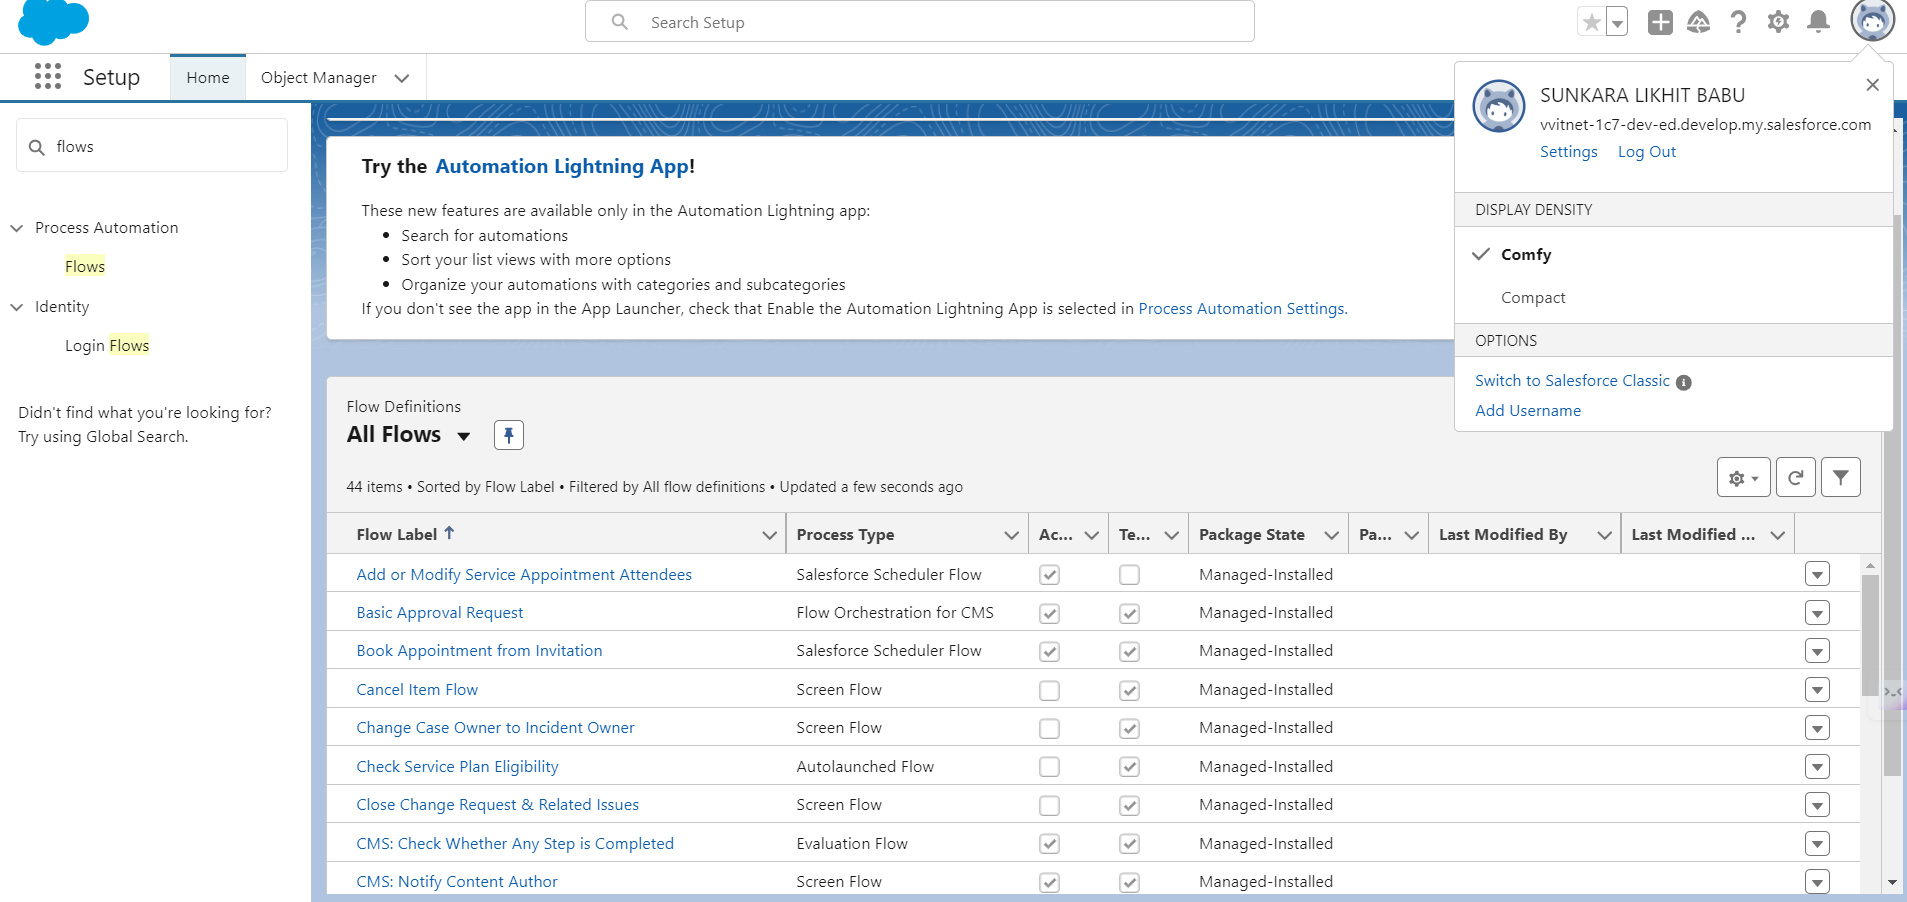 Search Setup
Setup
Home
Object Manager
flows
Process Automation
Flows
Identity
Login Flows
Didn't find what you're looking for?
Try using Global Search.
Try the Automation Lightning App!
These new features are available only in the Automation Lightning app:
• Search for automations
• Sort your list views with more options
• Organize your automations with categories and subcategories
If you don't see the app in the App Launcher, check that Enable the Automation Lightning App is selected in Process Automation Settings.
SUNKARA LIKHIT BABU
vvitnet-1c7-dev-ed.develop.my.salesforce.com
Settings Log Out
DISPLAY DENSITY
Comfy
Compact
OPTIONS
Switch to Salesforce Classic
Add Username
Flow Definitions
All Flows
44 items • Sorted by Flow Label • Filtered by All flow definitions • Updated a few seconds ago
Flow Label Process Type Ac... Te... Package State Pa... Last Modified By Last Modified ...
Add or Modify Service Appointment Attendees Salesforce Scheduler Flow Managed-Installed
Basic Approval Request Flow Orchestration for CMS Managed-Installed
Book Appointment from Invitation Salesforce Scheduler Flow Managed-Installed
Cancel Item Flow Screen Flow Managed-Installed
Change Case Owner to Incident Owner Screen Flow Managed-Installed
Check Service Plan Eligibility Autolaunched Flow Managed-Installed
Close Change Request & Related Issues Screen Flow Managed-Installed
CMS: Check Whether Any Step is Completed Evaluation Flow Managed-Installed
CMS: Notify Content Author Screen Flow Managed-Installed